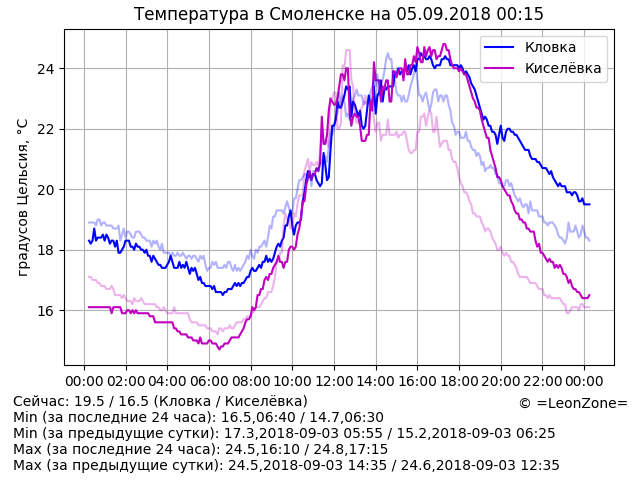 Температура в Смоленске на 05.09.2018 00:15
Кловка
Киселёвка
градусов Цельсия, °C
24
22
20
18
16
00:00 02:00 04:00 06:00 08:00 10:00 12:00 14:00 16:00 18:00 20:00 22:00 00:00
Сейчас: 19.5 / 16.5 (Кловка / Киселёвка)
© =LeonZone=
Min (за последние 24 часа): 16.5,06:40 / 14.7,06:30
Min (за предыдущие сутки): 17.3,2018-09-03 05:55 / 15.2,2018-09-03 06:25
Max (за последние 24 часа): 24.5,16:10 / 24.8,17:15
Max (за предыдущие сутки): 24.5,2018-09-03 14:35 / 24.6,2018-09-03 12:35